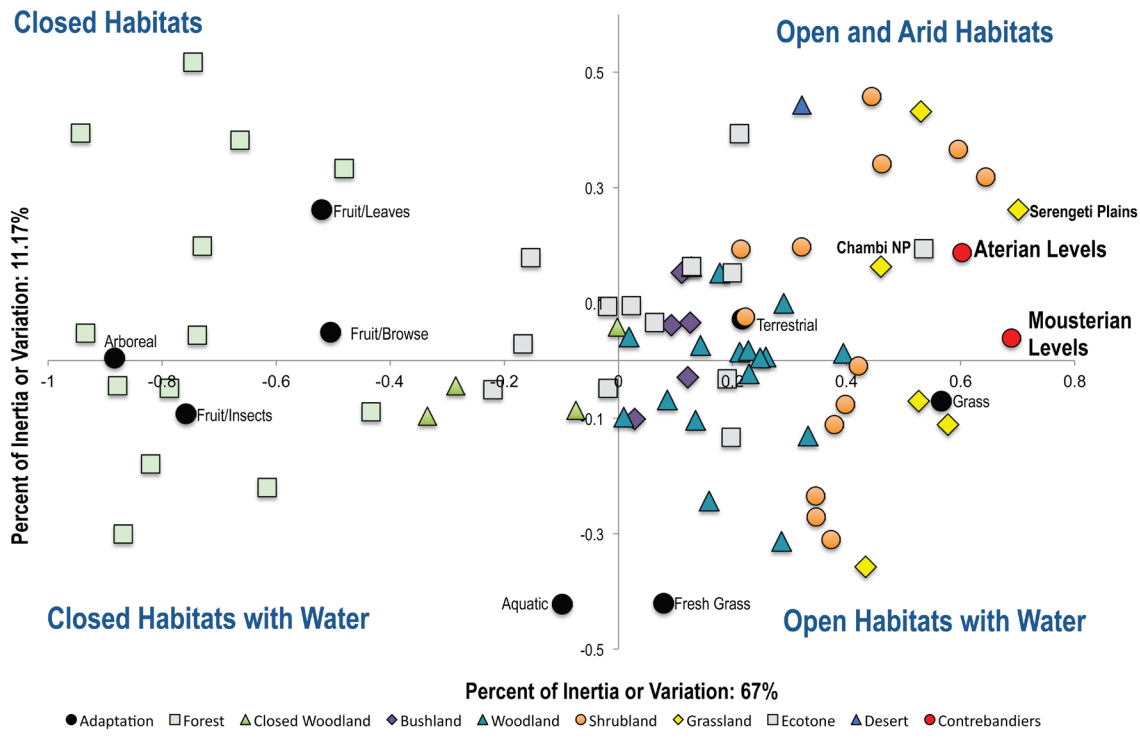 Closed Habitats
Open and Arid Habitats
Percent of Inertia or Variation: 11.17%
0.5
0.3
0.1
-0.1
-0.3
-0.5
-1
-0.8
-0.6
-0.4
-0.2
0
0.2
0.4
0.6
0.8
Fruit/Leaves
Serengeti Plains
Chambi NP
Aterian Levels
Mousterian
Levels
Terrestrial
Fruit/Browse
Arboreal
Grass
Fruit/Insects
Aquatic
Fresh Grass
Closed Habitats with Water
Open Habitats with Water
Percent of Inertia or Variation: 67%
Adaptation Forest Closed Woodland Bushland Woodland Shrubland Grassland Ecotone Desert Contrebandiers